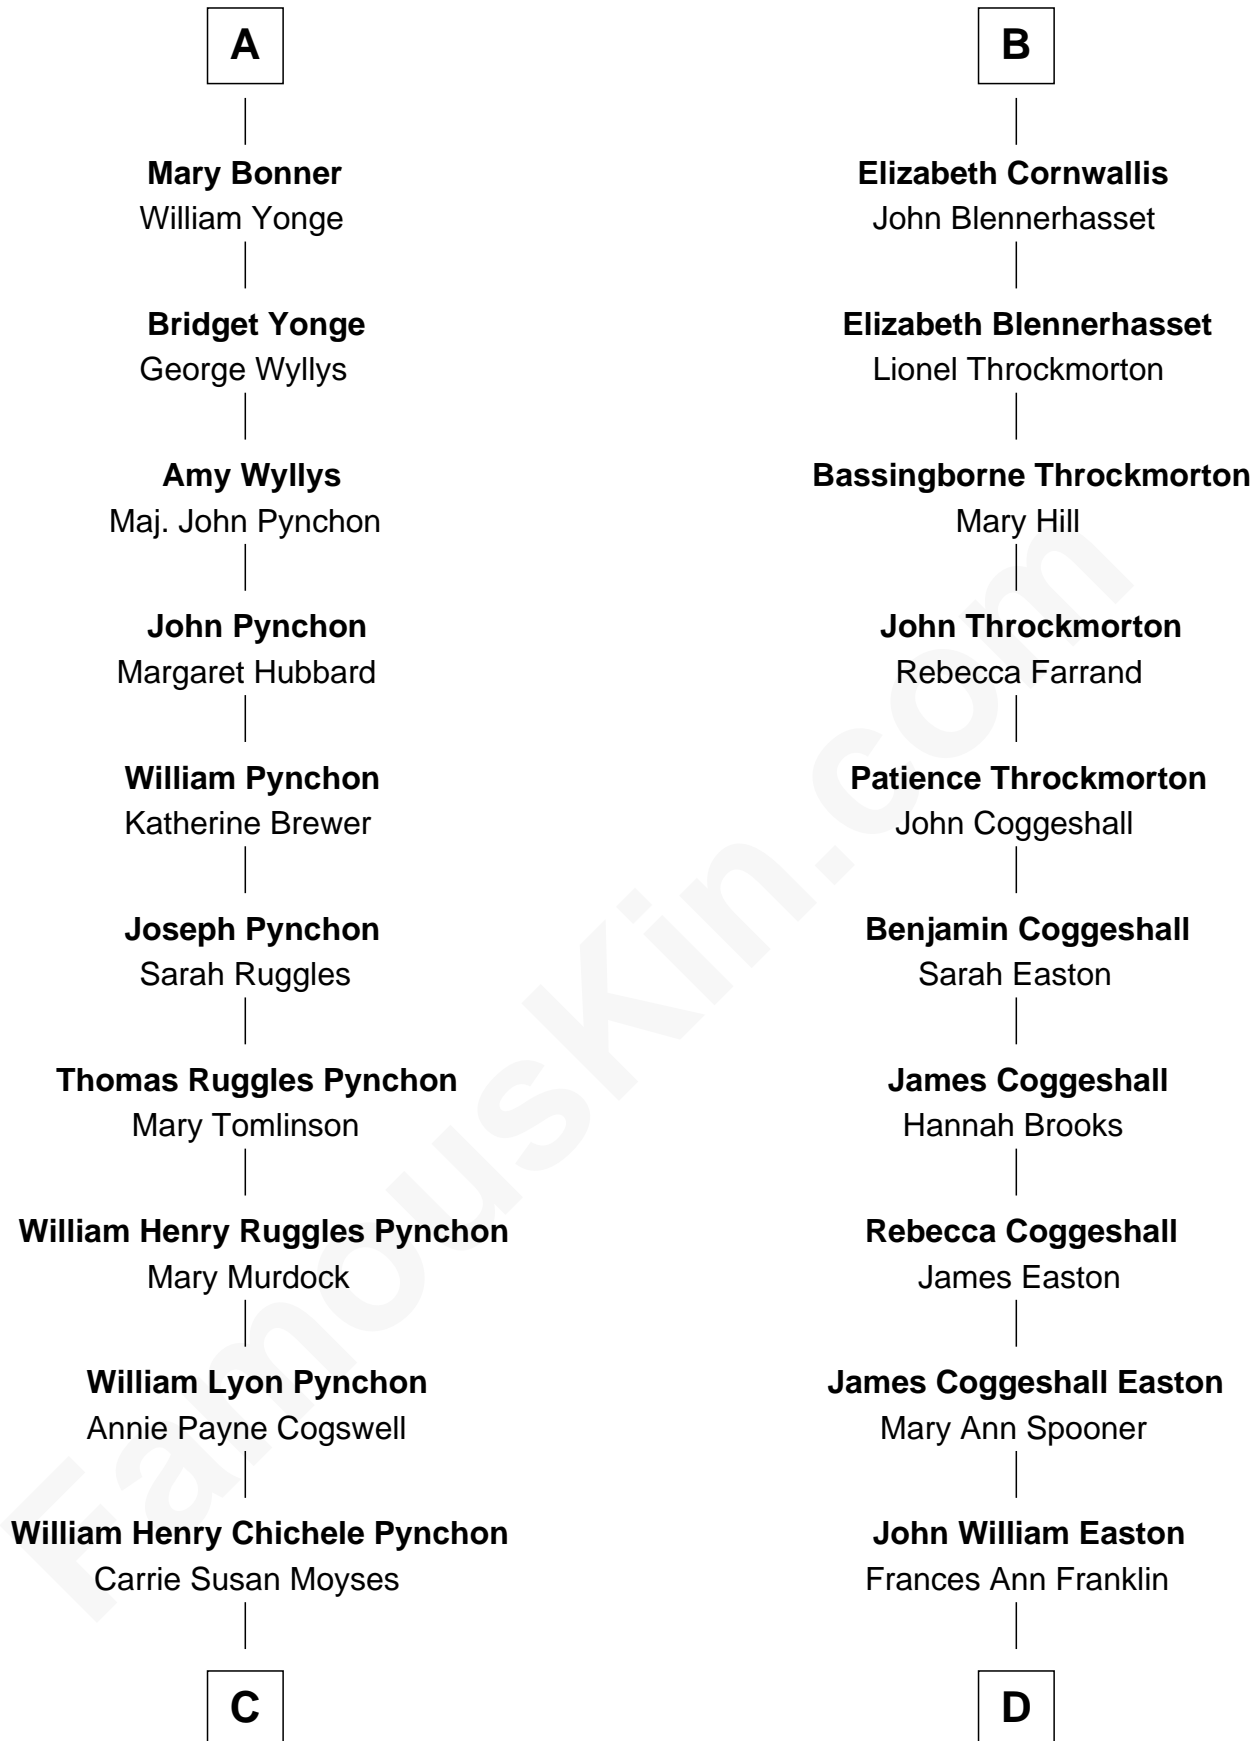 A
Mary Bonner
William Yonge
Bridget Yonge
George Wyllys
Amy Wyllys
Maj. John Pynchon
John Pynchon
Margaret Hubbard
William Pynchon
Katherine Brewer
Joseph Pynchon
Sarah Ruggles
Thomas Ruggles Pynchon
Mary Tomlinson
William Henry Ruggles Pynchon
Mary Murdock
William Lyon Pynchon
Annie Payne Cogswell
William Henry Chichele Pynchon
Carrie Susan Moyses
C
B
Elizabeth Cornwallis
John Blennerhasset
Elizabeth Blennerhasset
Lionel Throckmorton
Bassingborne Throckmorton
Mary Hill
John Throckmorton
Rebecca Farrand
Patience Throckmorton
John Coggeshall
Benjamin Coggeshall
Sarah Easton
James Coggeshall
Hannah Brooks
Rebecca Coggeshall
James Easton
James Coggeshall Easton
Mary Ann Spooner
John William Easton
Frances Ann Franklin
D
FamousKin.com